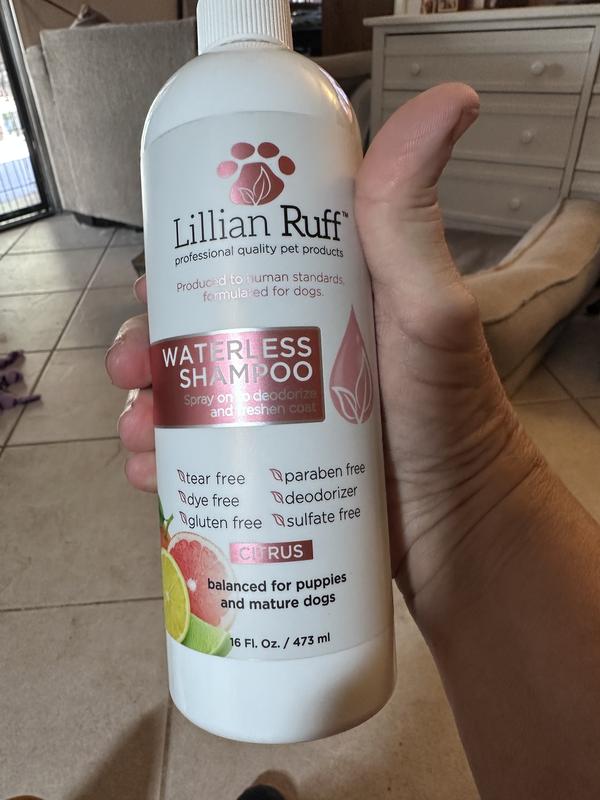 Lillian Ruff™
professional quality pet products
Produced to human standards,
formulated for dogs.
WATERLESS
SHAMPOO
Spray on to deodorize
and freshen coat
tear free
paraben free
dye free
deodorizer
gluten free
sulfate free
CITRUS
balanced for puppies
and mature dogs
16 Fl. Oz. / 473 ml